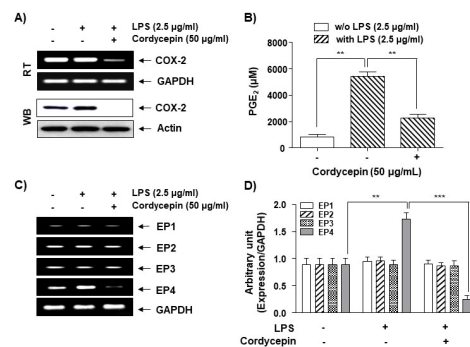 A)
- + + LPS (2.5 µg/ml)
- - + Cordycepin (50 µg/ml)
RT
COX-2
GAPDH
WB
COX-2
Actin
B)
w/o LPS (2.5 µg/ml)
with LPS (2.5 µg/ml)
PGE2 (µM)
8000
6000
4000
2000
0
** **
- - +
Cordycepin (50 µg/mL)
C)
- + + LPS (2.5 µg/ml)
- - + Cordycepin (50 µg/ml)
EP1
EP2
EP3
EP4
GAPDH
D)
EP1
EP2
EP3
EP4
** ***
Arbitrary unit
(Expression/GAPDH)
2.0
1.5
1.0
0.5
0.0
LPS - + +
Cordycepin - - +